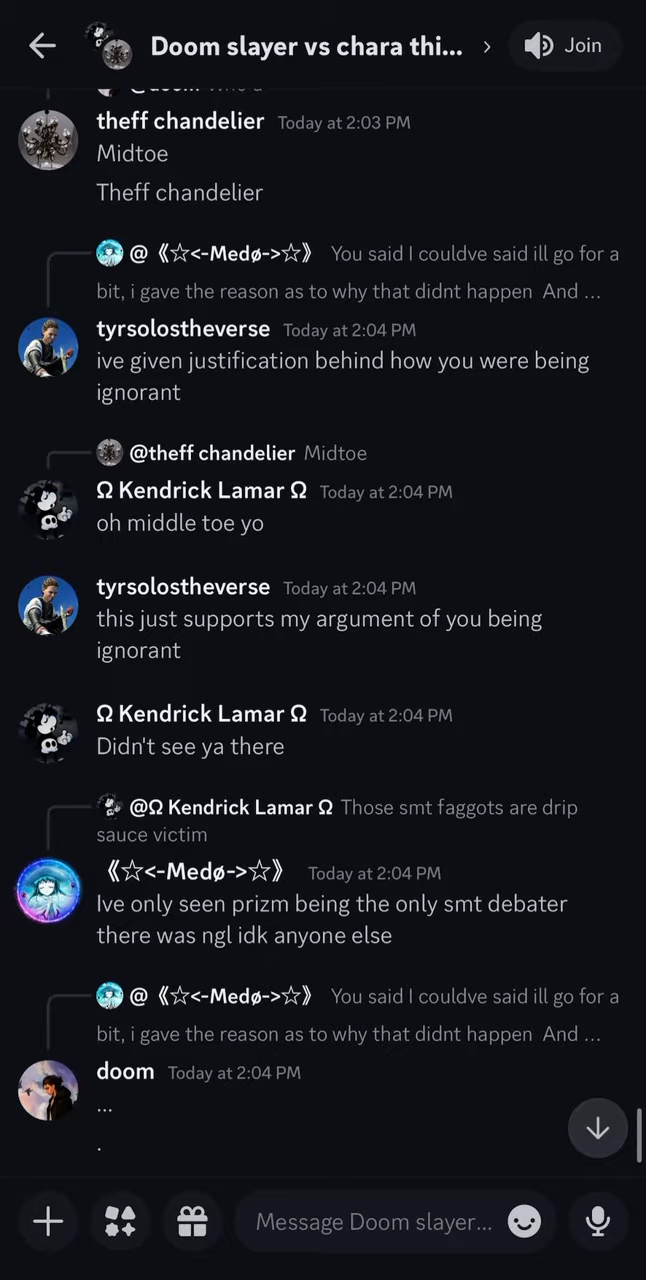 Doom slayer vs chara thi... >
Join
theff chandelier Today at 2:03 PM
Midtoe
Theff chandelier
@《☆<-Medø->☆》 You said I couldve said ill go for a
bit, i gave the reason as to why that didnt happen And ...
tyrsolostheverse Today at 2:04 PM
ive given justification behind how you were being
ignorant
@theff chandelier Midtoe
Ω Kendrick Lamar Ω Today at 2:04 PM
oh middle toe yo
tyrsolostheverse Today at 2:04 PM
this just supports my argument of you being
ignorant
Ω Kendrick Lamar Ω Today at 2:04 PM
Didn't see ya there
@Ω Kendrick Lamar Ω Those smt faggots are drip
sauce victim
《☆<-Medø->☆》 Today at 2:04 PM
Ive only seen prizm being the only smt debater
there was ngl idk anyone else
@《☆<-Medø->☆》 You said I couldve said ill go for a
bit, i gave the reason as to why that didnt happen And ...
doom Today at 2:04 PM
...
.
Message Doom slayer...